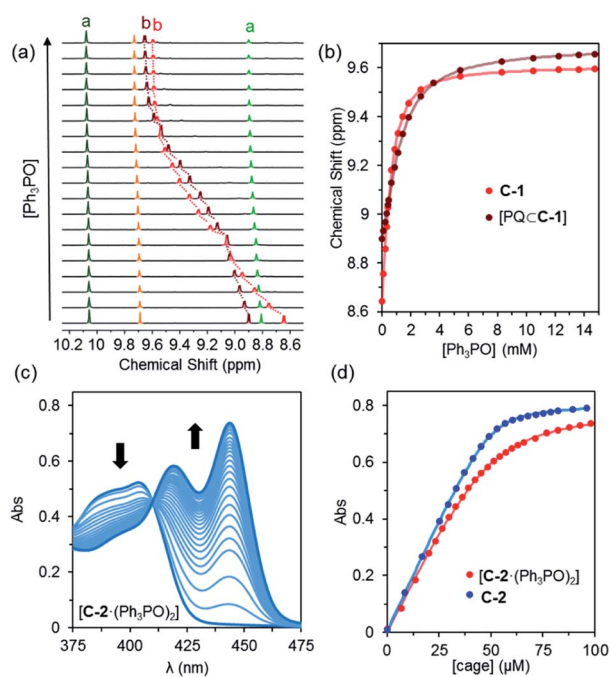 (a)
a b b a
[Ph₃PO]
10.2 10 9.8 9.6 9.4 9.2 9.0 8.8 8.6
Chemical Shift (ppm)
(b)
9.6
9.4
9.2
9
8.8
8.6
Chemical Shift (ppm)
C-1
[PQ⊂C-1]
0 2 4 6 8 10 12 14
[Ph₃PO] (mM)
(c)
0.8
0.6
0.4
0.2
0
Abs
[C-2·(Ph₃PO)₂]
375 395 415 435 455 475
λ (nm)
(d)
0.8
0.6
0.4
0.2
0
Abs
[C-2·(Ph₃PO)₂]
C-2
0 25 50 75 100
[cage] (µM)